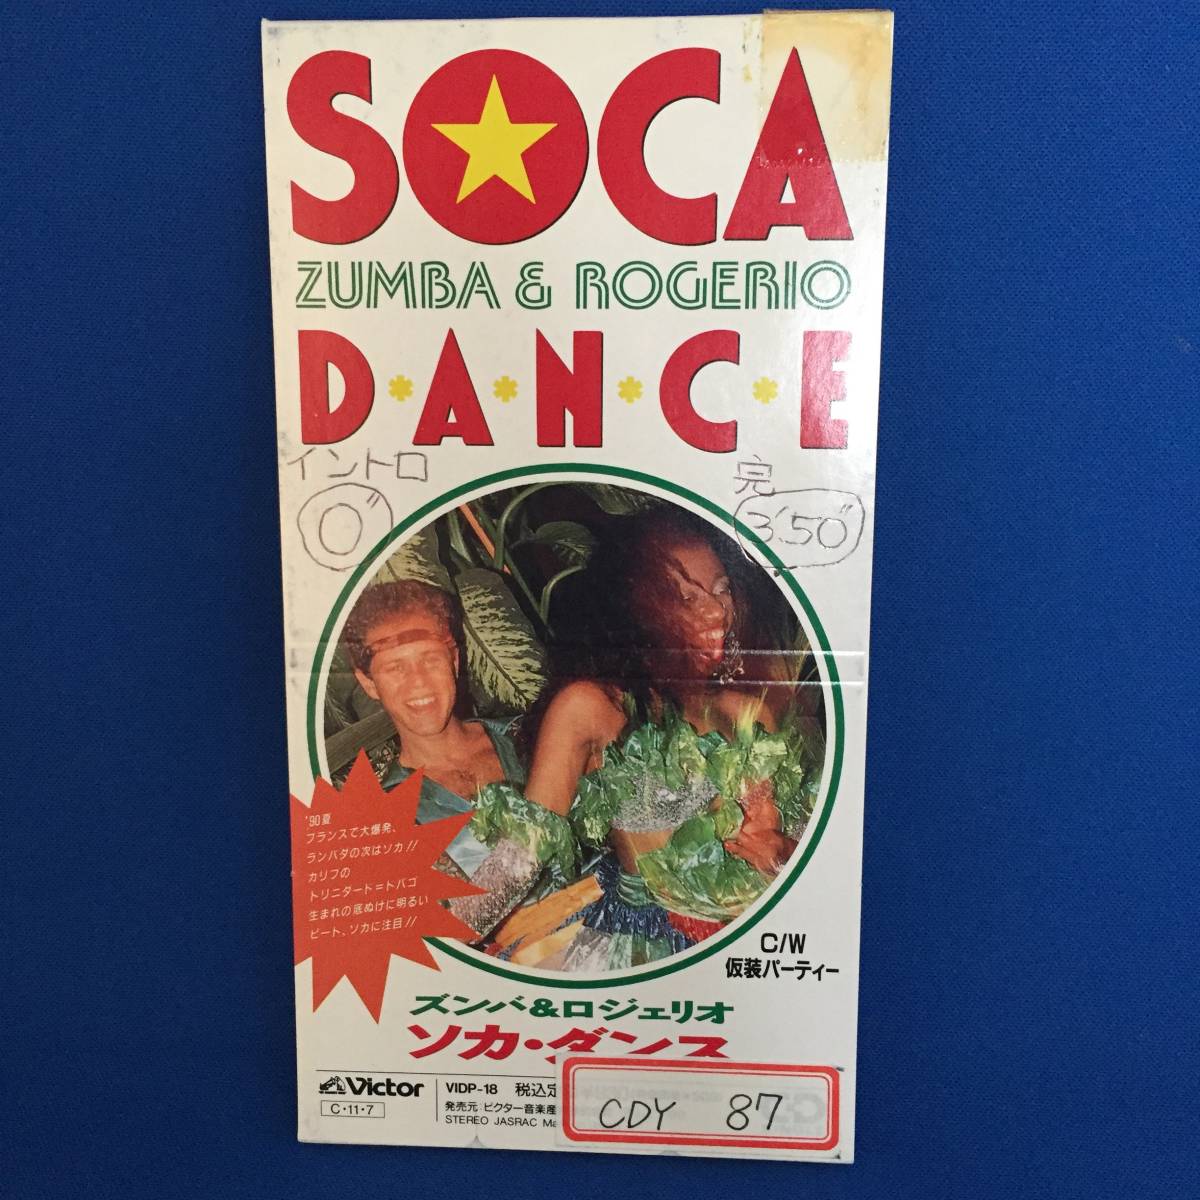 SOCA
ZUMBA & ROGERIO
D*A*N*C*E
イントロ
0"
完
3'50"
'90夏
フランスで大爆発、
ランバダの次はソカ!!
カリブの
トリニダード=トバゴ
生まれの底ぬけに明るい
ビート、ソカに注目!!
C/W
仮装パーティー
ズンバ&ロジェリオ
ソカ・ダンス
Victor
C・11・7
VIDP-18 税込定
発売元:ビクター音楽産
STEREO JASRAC Ma
CDY 87